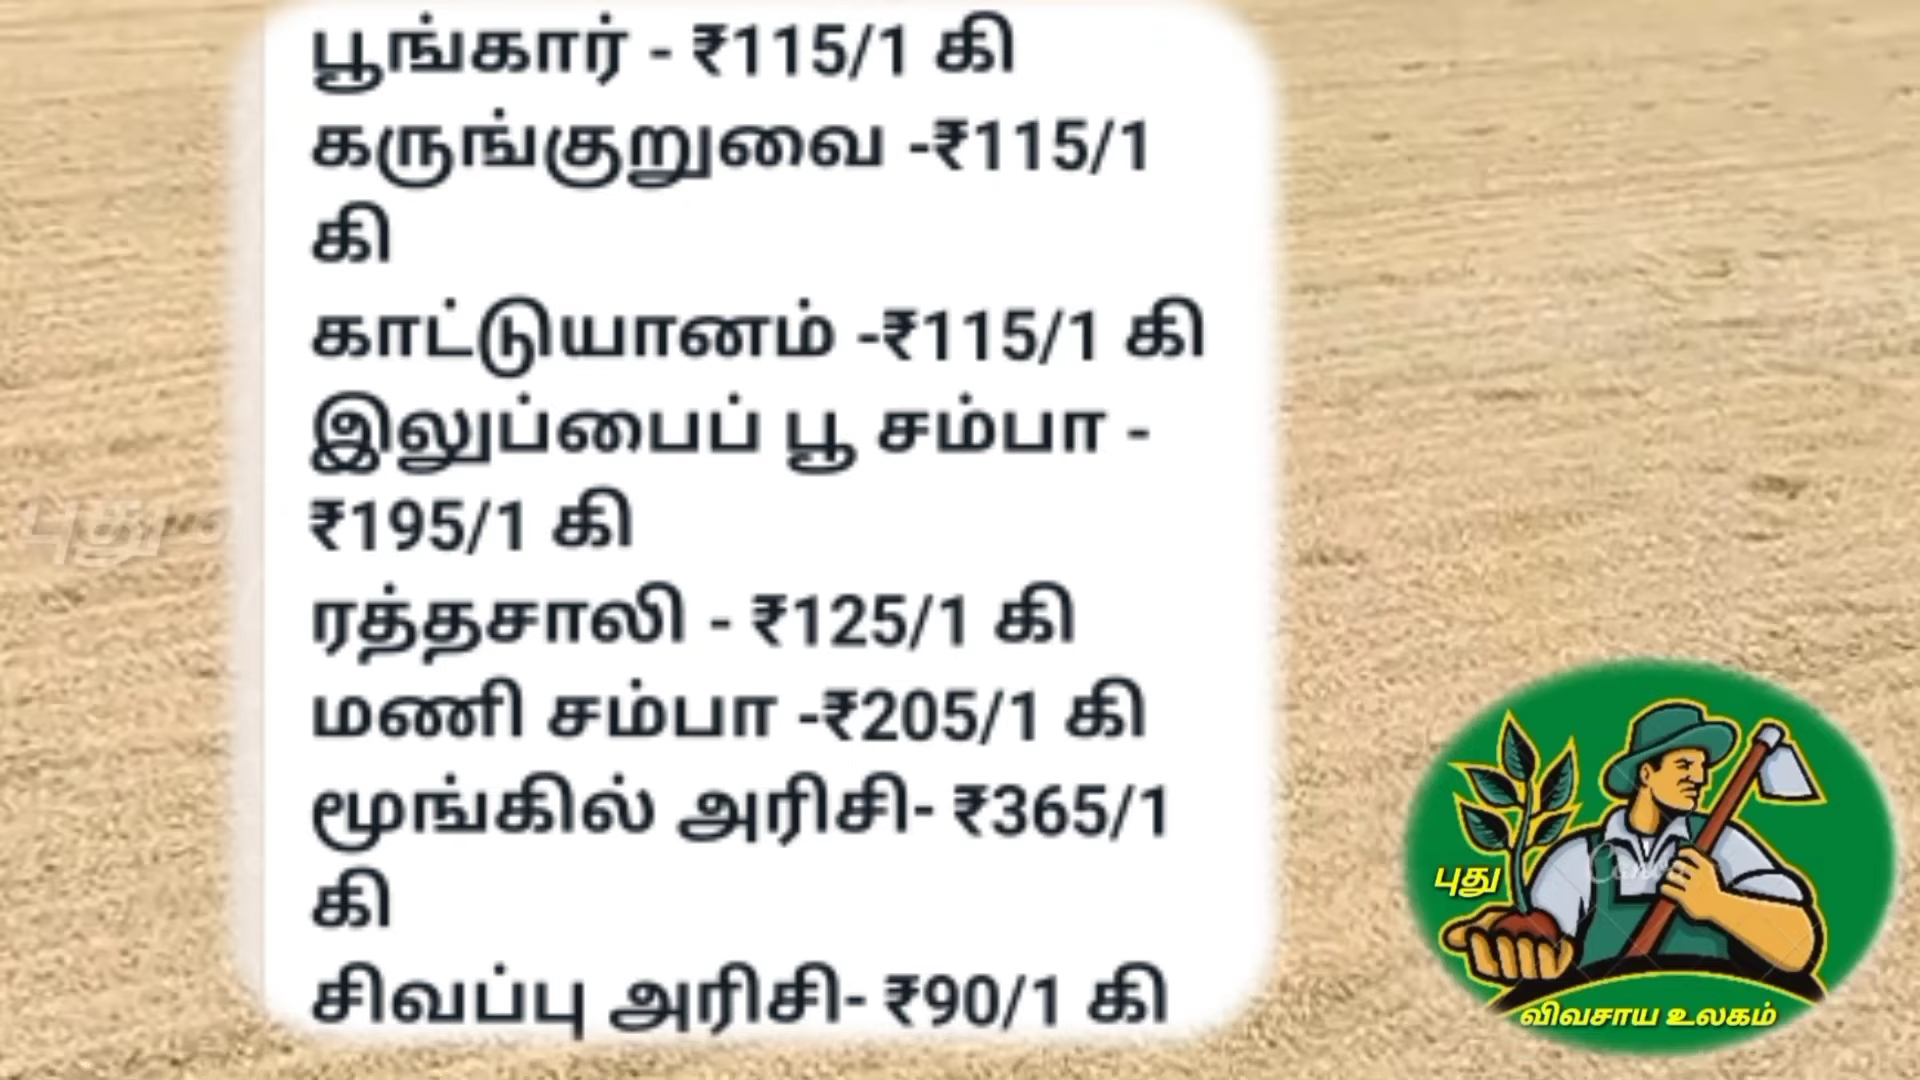 பூங்கார் - ₹115/1 கி
கருங்குறுவை -₹115/1
கி
காட்டுயானம் -₹115/1 கி
இலுப்பைப் பூ சம்பா -
₹195/1 கி
ரத்தசாலி - ₹125/1 கி
மணி சம்பா -₹205/1 கி
மூங்கில் அரிசி- ₹365/1
கி
சிவப்பு அரிசி- ₹90/1 கி
புது
புது
விவசாய உலகம்